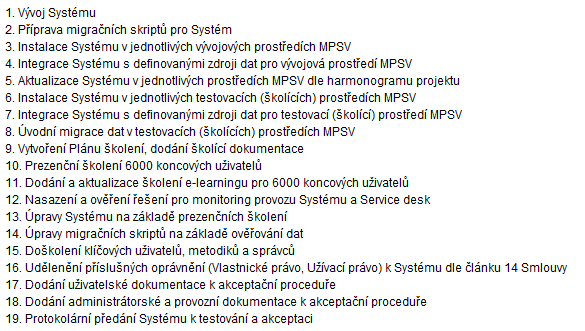 1. Vývoj Systému
2. Příprava migračních skriptů pro Systém
3. Instalace Systému v jednotlivých vývojových prostředích MPSV
4. Integrace Systému s definovanými zdroji dat pro vývojová prostředí MPSV
5. Aktualizace Systému v jednotlivých prostředích MPSV dle harmonogramu projektu
6. Instalace Systému v jednotlivých testovacích (školících) prostředích MPSV
7. Integrace Systému s definovanými zdroji dat pro testovací (školící) prostředí MPSV
8. Úvodní migrace dat v testovacích (školících) prostředích MPSV
9. Vytvoření Plánu školení, dodání školící dokumentace
10. Prezenční školení 6000 koncových uživatelů
11. Dodání a aktualizace školení e-learningu pro 6000 koncových uživatelů
12. Nasazení a ověření řešení pro monitoring provozu Systému a Service desk
13. Úpravy Systému na základě prezenčních školení
14. Úpravy migračních skriptů na základě ověřování dat
15. Doškolení klíčových uživatelů, metodiků a správců
16. Udělenění příslušných oprávnění (Vlastnické právo, Užívací právo) k Systému dle článku 14 Smlouvy
17. Dodání uživatelské dokumentace k akceptační proceduře
18. Dodání administrátorské a provozní dokumentace k akceptační proceduře
19. Protokolární předání Systému k testování a akceptaci